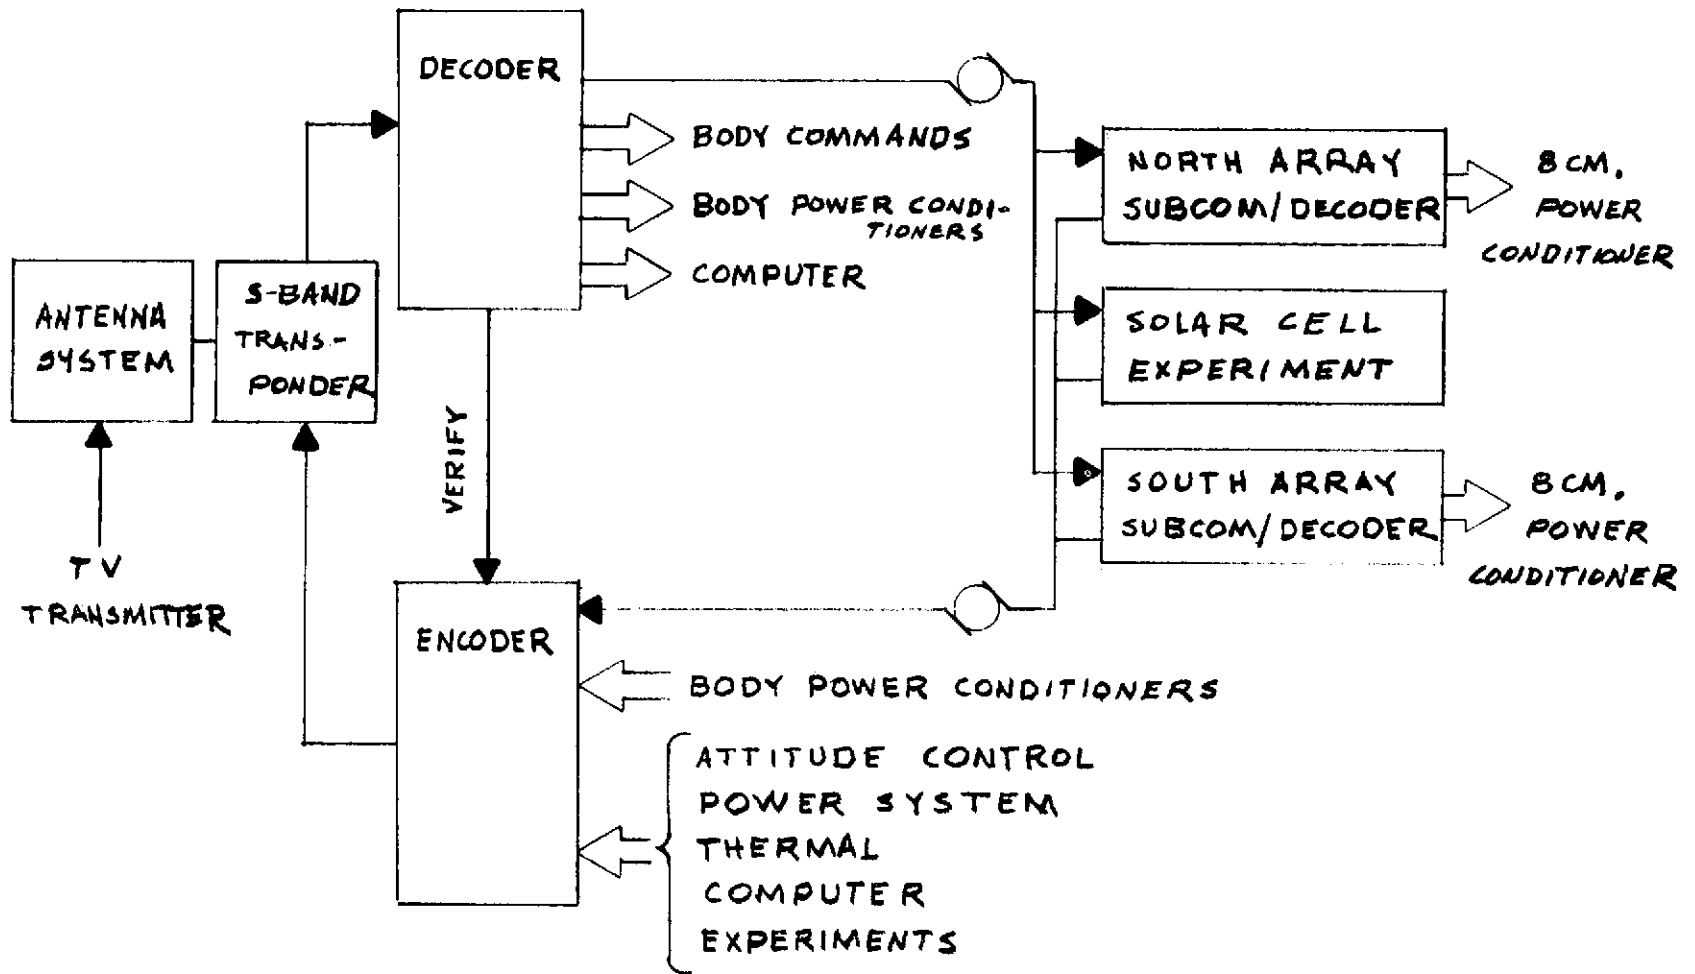 DECODER
BODY COMMANDS
BODY POWER CONDI-
TIONERS
COMPUTER
NORTH ARRAY
SUBCOM/DECODER
8 CM.
POWER
CONDITIONER
ANTENNA
SYSTEM
S-BAND
TRANS-
PONDER
SOLAR CELL
EXPERIMENT
VERIFY
SOUTH ARRAY
SUBCOM/DECODER
8 CM.
POWER
CONDITIONER
TV
TRANSMITTER
ENCODER
BODY POWER CONDITIONERS
ATTITUDE CONTROL
POWER SYSTEM
THERMAL
COMPUTER
EXPERIMENTS